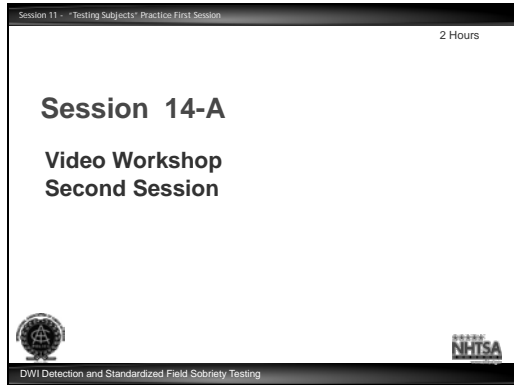 Session 11 - "Testing Subjects" Practice First Session
2 Hours
Session 14-A
Video Workshop
Second Session
NHTSA
DWI Detection and Standardized Field Sobriety Testing